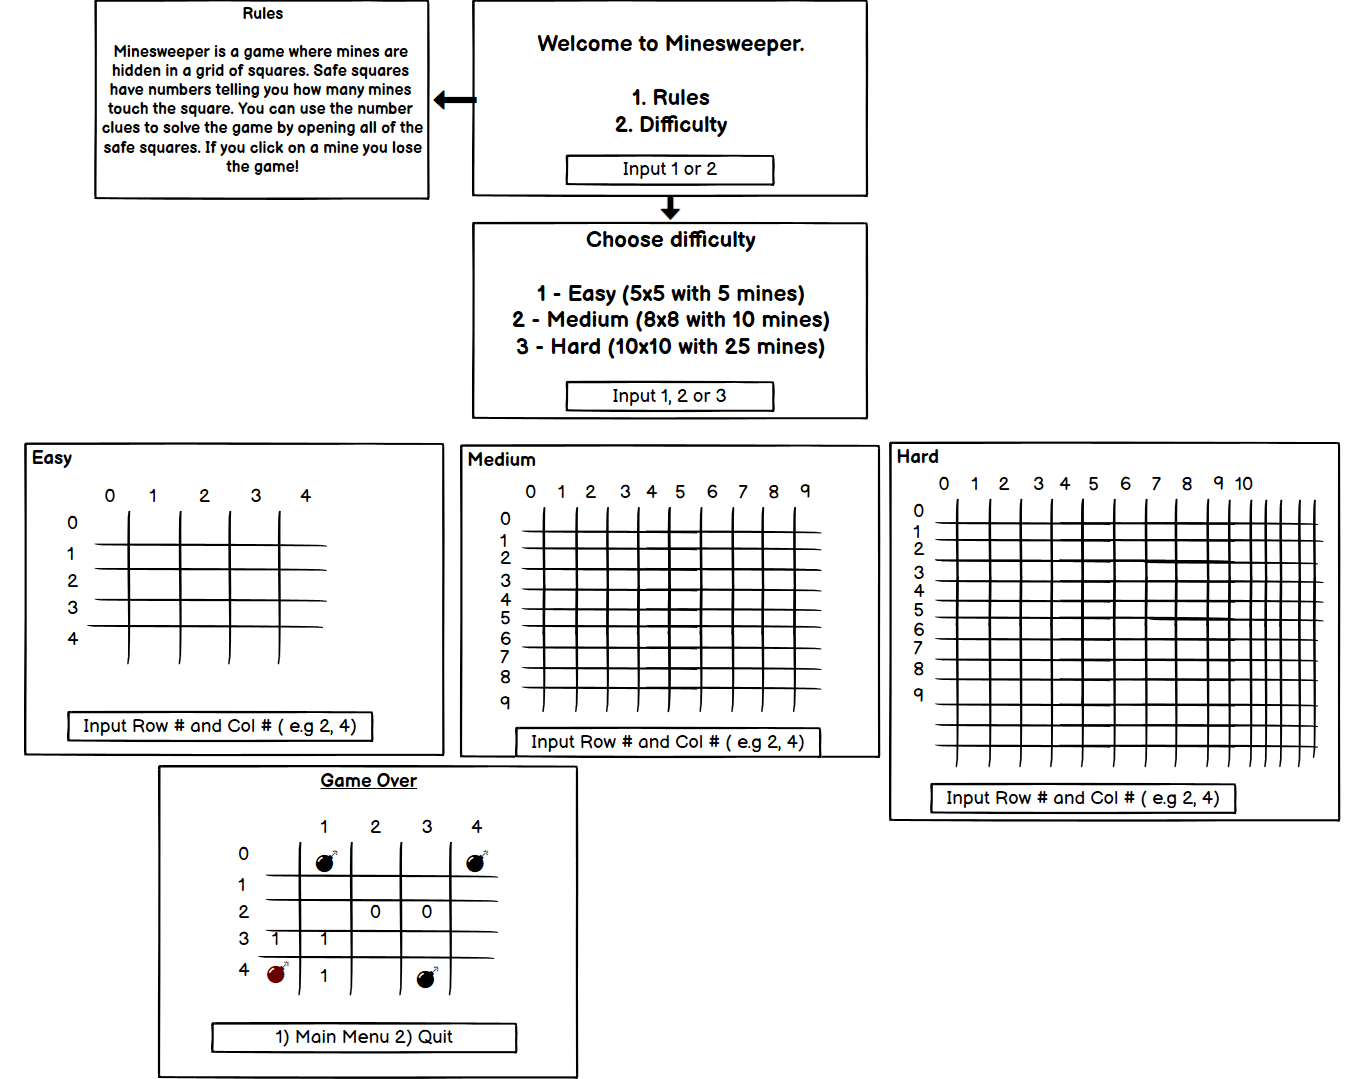 Rules
Minesweeper is a game where mines are
hidden in a grid of squares. Safe squares
have numbers telling you how many mines
touch the square. You can use the number
clues to solve the game by opening all of the
safe squares. If you click on a mine you lose
the game!
Welcome to Minesweeper.
1. Rules
2. Difficulty
Input 1 or 2
Choose difficulty
1 - Easy (5x5 with 5 mines)
2 - Medium (8x8 with 10 mines)
3 - Hard (10x10 with 25 mines)
Input 1, 2 or 3
Easy
0 1 2 3 4
0
1
2
3
4
Input Row # and Col # ( e.g 2, 4)
Medium
0 1 2 3 4 5 6 7 8 9
0
1
2
3
4
5
6
7
8
9
Input Row # and Col # ( e.g 2, 4)
Hard
0 1 2 3 4 5 6 7 8 9 10
0
1
2
3
4
5
6
7
8
9
Input Row # and Col # ( e.g 2, 4)
Game Over
1 2 3 4
0
1
2 0 0
3 1 1
4 1
1) Main Menu 2) Quit